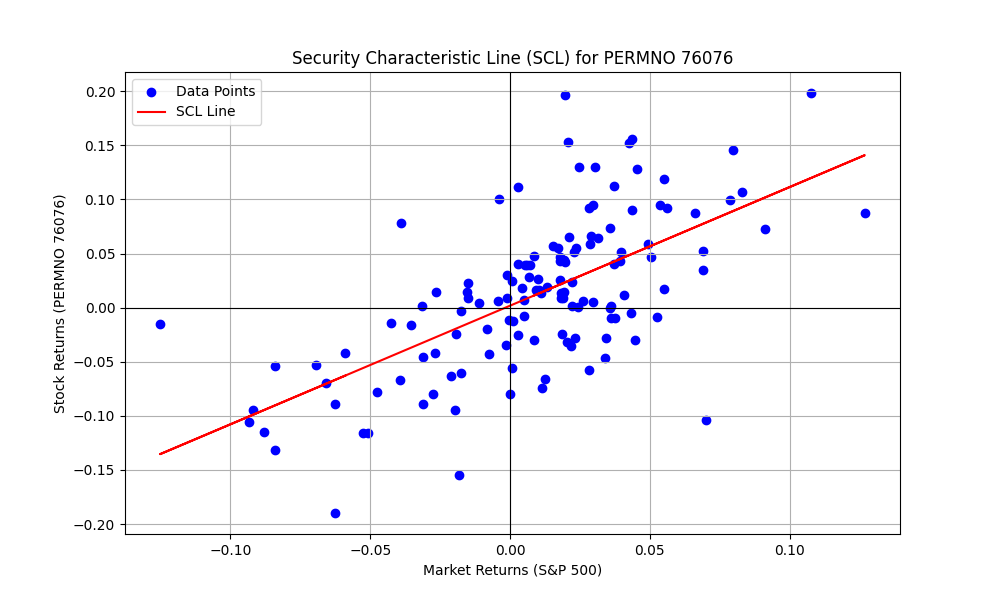 Security Characteristic Line (SCL) for PERMNO 76076
Data Points
SCL Line
0.20
0.15
0.10
0.05
0.00
−0.05
−0.10
−0.15
−0.20
Stock Returns (PERMNO 76076)
−0.10
−0.05
0.00
0.05
0.10
Market Returns (S&P 500)